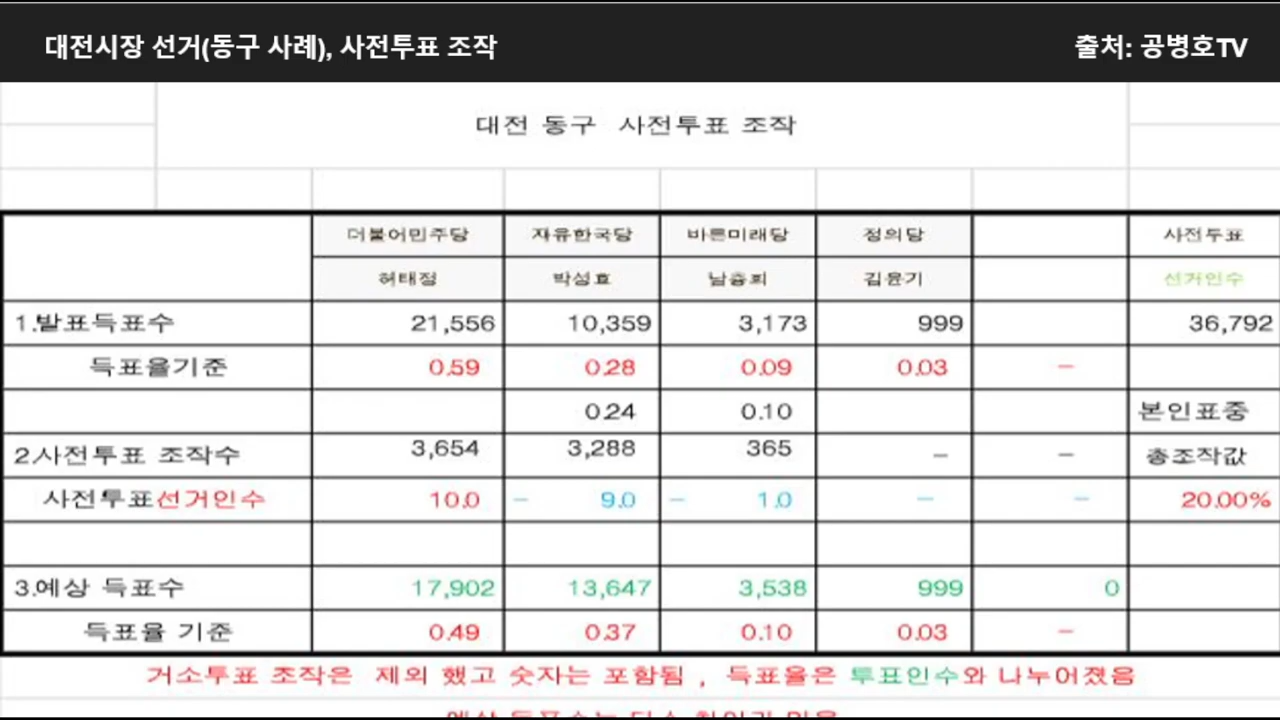 대전시장 선거(동구 사례), 사전투표 조작 출처: 공병호TV
대전 동구 사전투표 조작
더불어민주당 자유한국당 바른미래당 정의당 사전투표
허태정 박성효 남충희 김윤기 선거인수
1.발표득표수 21,556 10,359 3,173 999 36,792
득표율기준 0.59 0.28 0.09 0.03 –
0.24 0.10 본인표중
2.사전투표 조작수 3,654 3,288 365 – – 총조작값
사전투표선거인수 10.0 – 9.0 – 1.0 – – 20.00%
3.예상 득표수 17,902 13,647 3,538 999 0
득표율 기준 0.49 0.37 0.10 0.03 –
거소투표 조작은 제외 했고 숫자는 포함됨 , 득표율은 투표인수와 나누어졌음